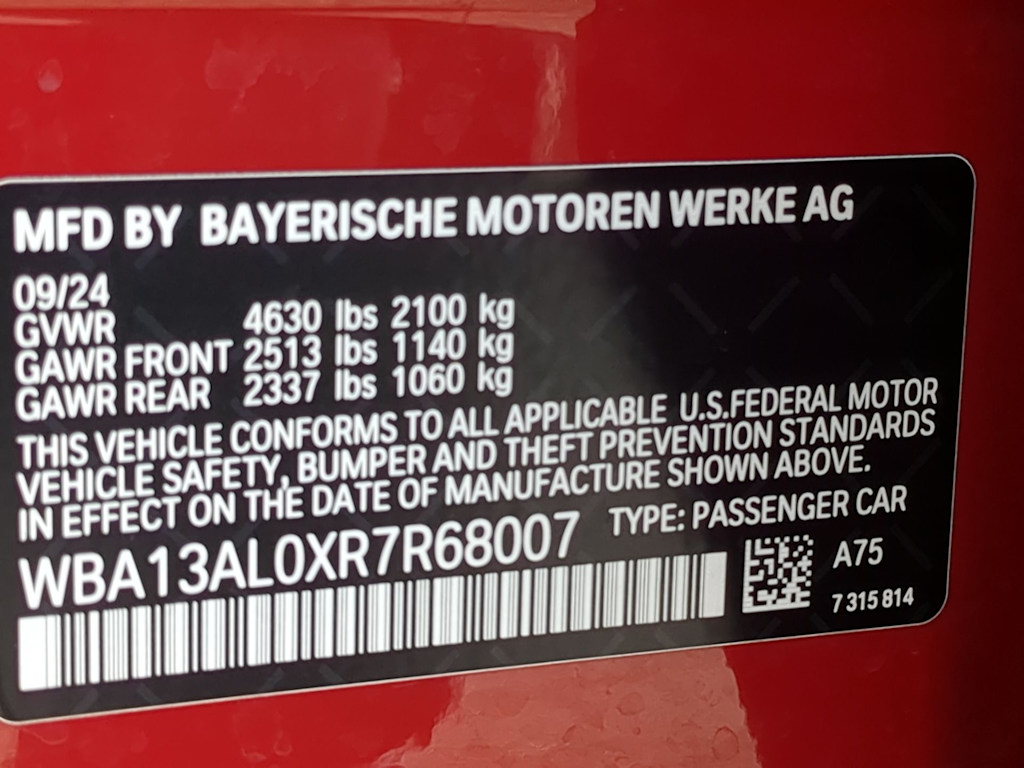 MFD BY BAYERISCHE MOTOREN WERKE AG
09/24
GVWR 4630 lbs 2100 kg
GAWR FRONT 2513 lbs 1140 kg
GAWR REAR 2337 lbs 1060 kg
THIS VEHICLE CONFORMS TO ALL APPLICABLE U.S.FEDERAL MOTOR
VEHICLE SAFETY, BUMPER AND THEFT PREVENTION STANDARDS
IN EFFECT ON THE DATE OF MANUFACTURE SHOWN ABOVE.
WBA13AL0XR7R68007 TYPE: PASSENGER CAR
A75
7 315 814